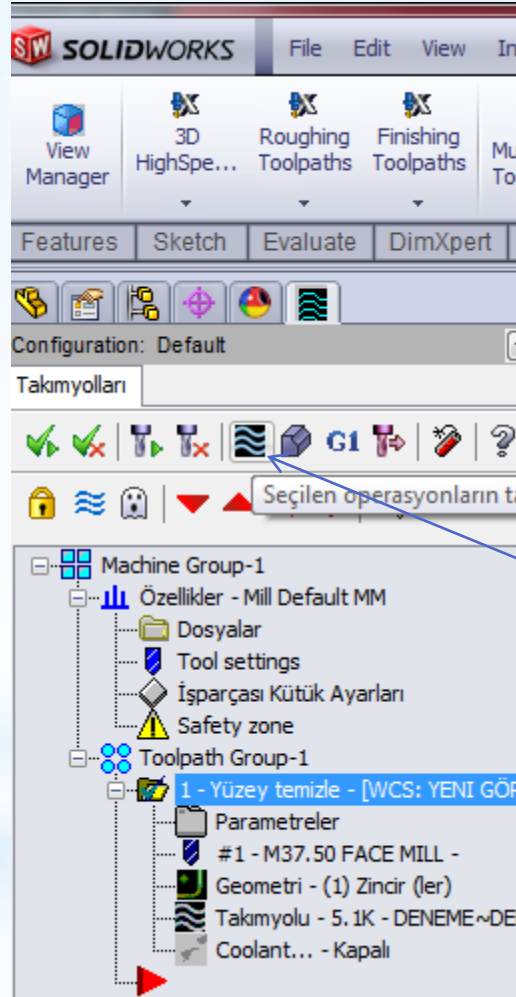 SW SOLIDWORKS File Edit View
View Manager
3D HighSpe...
Roughing Toolpaths
Finishing Toolpaths
Features Sketch Evaluate DimXpert
Configuration: Default
Takımyolları
G1
Seçilen operasyonların
Machine Group-1
Özellikler - Mill Default MM
Dosyalar
Tool settings
İşparçası Kütük Ayarları
Safety zone
Toolpath Group-1
1 - Yüzey temizle - [WCS: YENI
Parametreler
#1 - M37.50 FACE MILL -
Geometri - (1) Zincir (ler)
Takımyolu - 5.1K - DENEME~DE
Coolant... - Kapalı